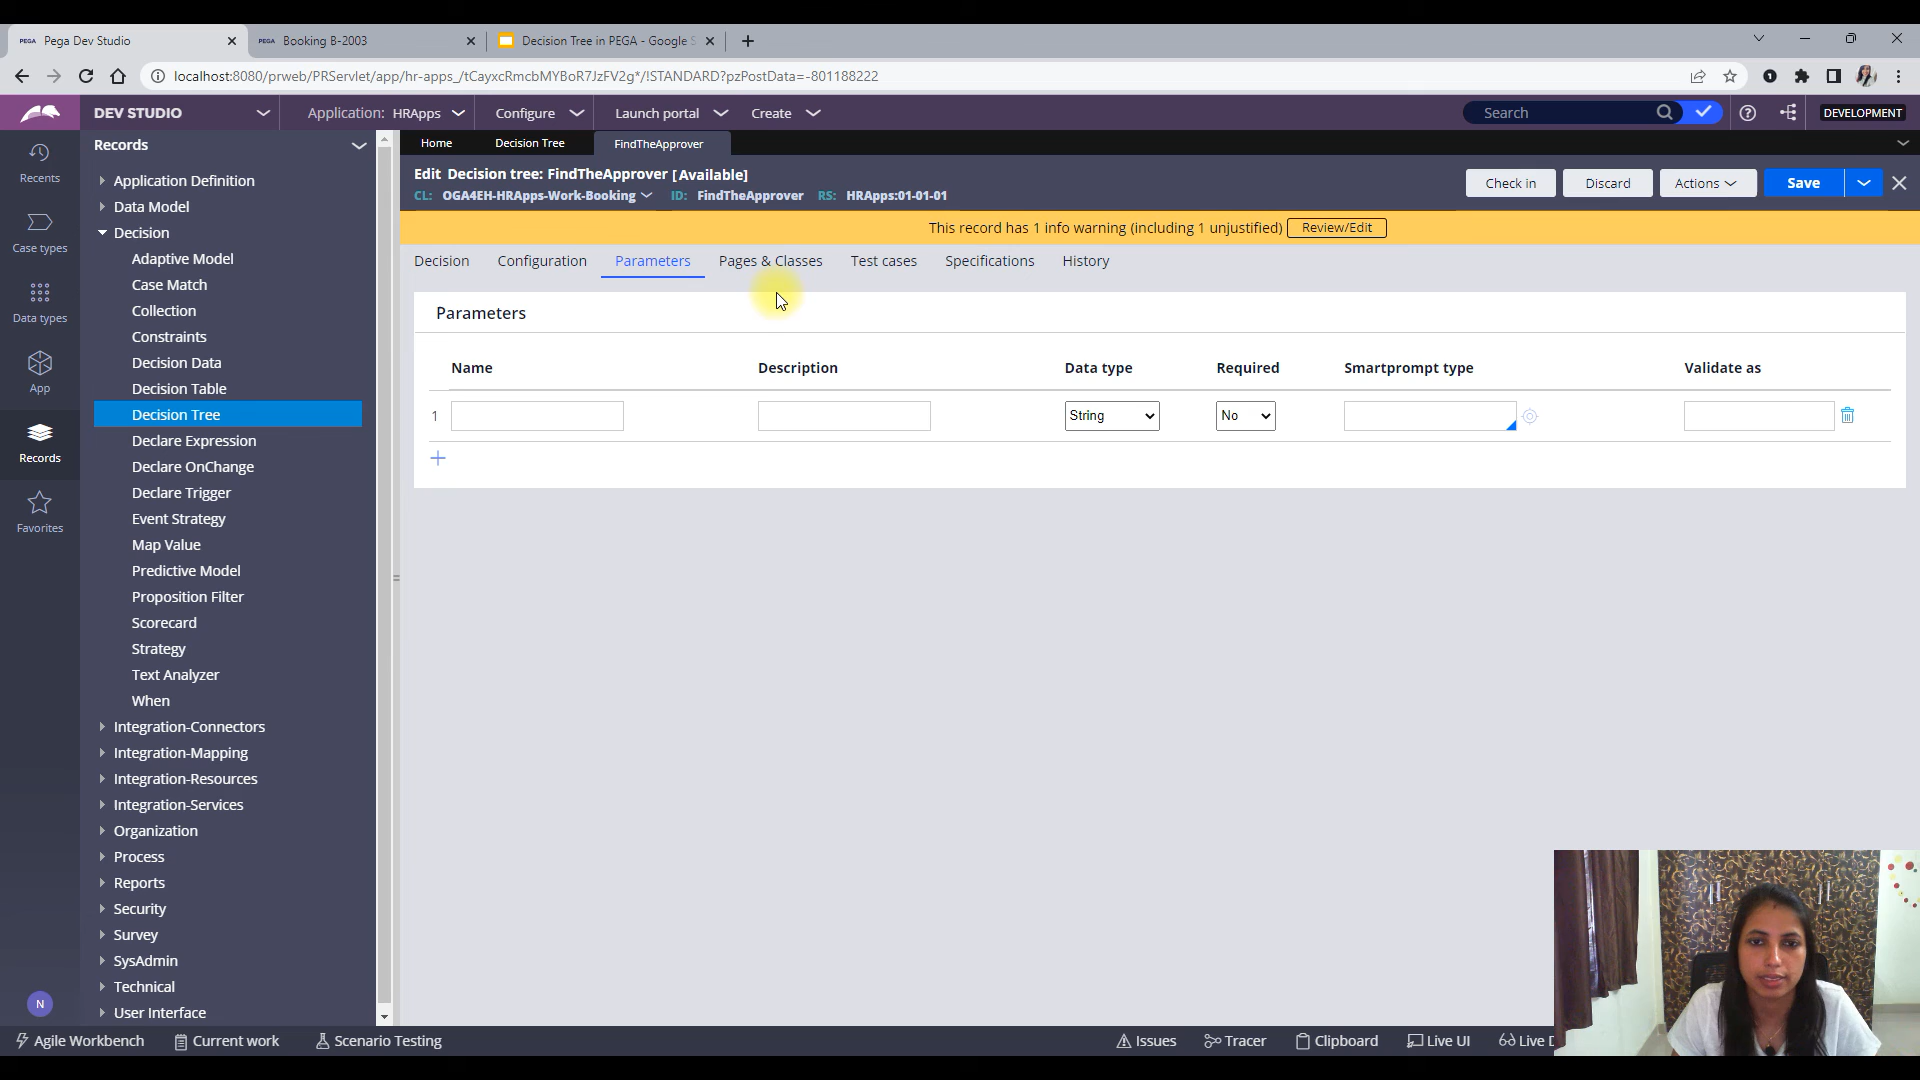 PEGA Pega Dev Studio
PEGA Booking B-2003
Decision Tree in PEGA - Google S
localhost:8080/prweb/PRServlet/app/hr-apps_/tCayxcRmcbMYBoR7JzFV2g*/!STANDARD?pzPostData=-801188222
DEV STUDIO
Application: HRApps
Configure
Launch portal
Create
Search
DEVELOPMENT
Recents
Case types
Data types
App
Records
Favorites
N
Records
Application Definition
Data Model
Decision
Adaptive Model
Case Match
Collection
Constraints
Decision Data
Decision Table
Decision Tree
Declare Expression
Declare OnChange
Declare Trigger
Event Strategy
Map Value
Predictive Model
Proposition Filter
Scorecard
Strategy
Text Analyzer
When
Integration-Connectors
Integration-Mapping
Integration-Resources
Integration-Services
Organization
Process
Reports
Security
Survey
SysAdmin
Technical
User Interface
Home
Decision Tree
FindTheApprover
Edit Decision tree: FindTheApprover [Available]
CL: OGA4EH-HRApps-Work-Booking ID: FindTheApprover RS: HRApps:01-01-01
Check in
Discard
Actions
Save
This record has 1 info warning (including 1 unjustified) Review/Edit
Decision
Configuration
Parameters
Pages & Classes
Test cases
Specifications
History
Parameters
Name
Description
Data type
Required
Smartprompt type
Validate as
1
String
No
Agile Workbench
Current work
Scenario Testing
Issues
Tracer
Clipboard
Live UI
Live D